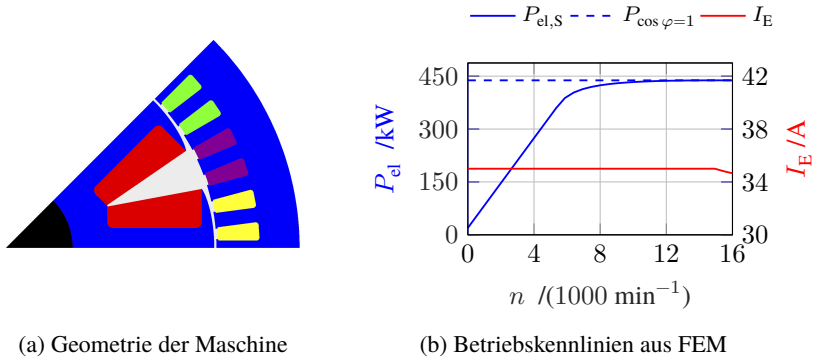 P_el,S P_cos φ=1 I_E
450 42
300 38
150 34
0 30
P_el /kW
I_E /A
0 4 8 12 16
n /(1000 min⁻¹)
(a) Geometrie der Maschine (b) Betriebskennlinien aus FEM